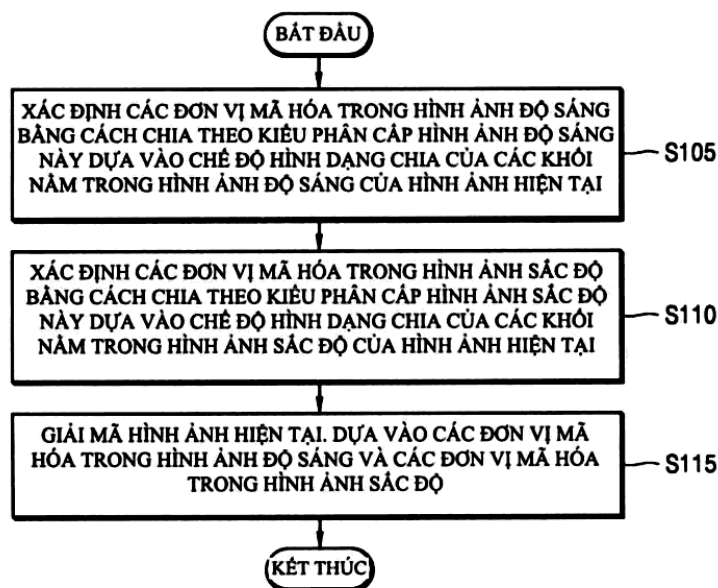 BẮT ĐẦU
XÁC ĐỊNH CÁC ĐƠN VỊ MÃ HÓA TRONG HÌNH ẢNH ĐỘ SÁNG
BẰNG CÁCH CHIA THEO KIỂU PHÂN CẤP HÌNH ẢNH ĐỘ SÁNG
NÀY DỰA VÀO CHẾ ĐỘ HÌNH DẠNG CHIA CỦA CÁC KHỐI
NẰM TRONG HÌNH ẢNH ĐỘ SÁNG CỦA HÌNH ẢNH HIỆN TẠI
S105
XÁC ĐỊNH CÁC ĐƠN VỊ MÃ HÓA TRONG HÌNH ẢNH SẮC ĐỘ
BẰNG CÁCH CHIA THEO KIỂU PHÂN CẤP HÌNH ẢNH SẮC ĐỘ
NÀY DỰA VÀO CHẾ ĐỘ HÌNH DẠNG CHIA CỦA CÁC KHỐI
NẰM TRONG HÌNH ẢNH SẮC ĐỘ CỦA HÌNH ẢNH HIỆN TẠI
S110
GIẢI MÃ HÌNH ẢNH HIỆN TẠI. DỰA VÀO CÁC ĐƠN VỊ MÃ
HÓA TRONG HÌNH ẢNH ĐỘ SÁNG VÀ CÁC ĐƠN VỊ MÃ HÓA
TRONG HÌNH ẢNH SẮC ĐỘ
S115
KẾT THÚC